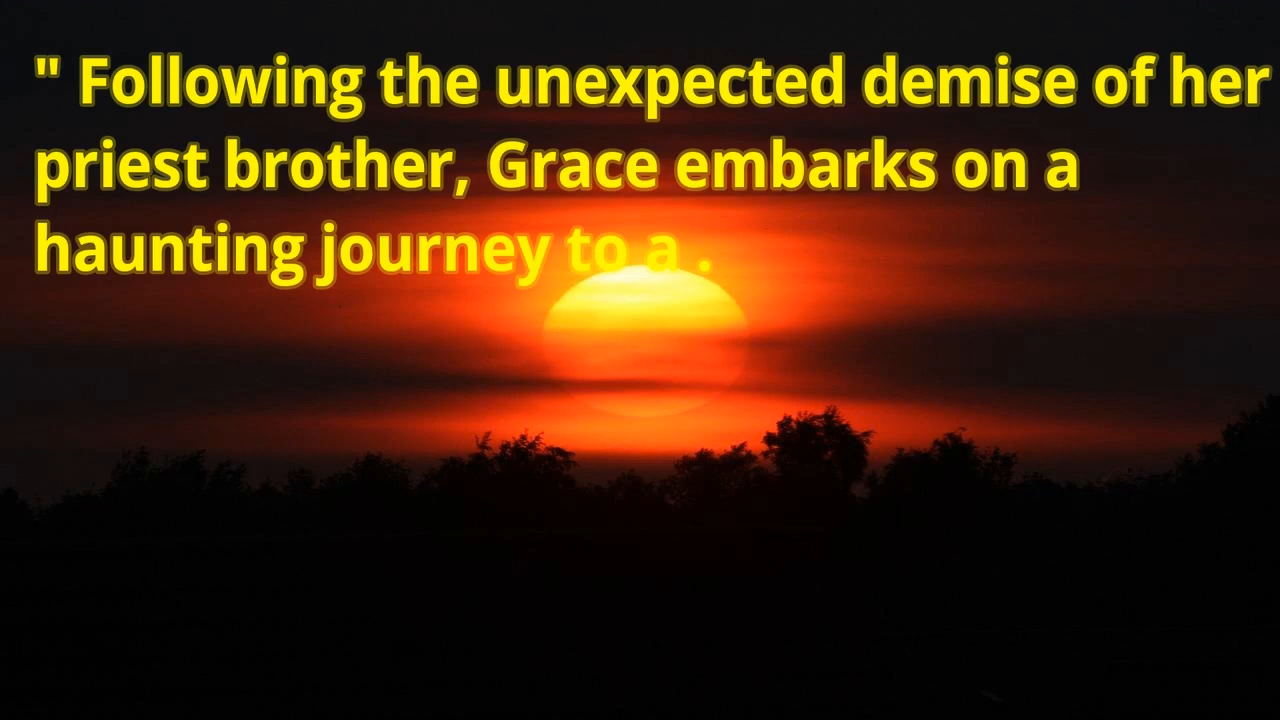 " Following the unexpected demise of her
priest brother, Grace embarks on a
haunting journey to a .